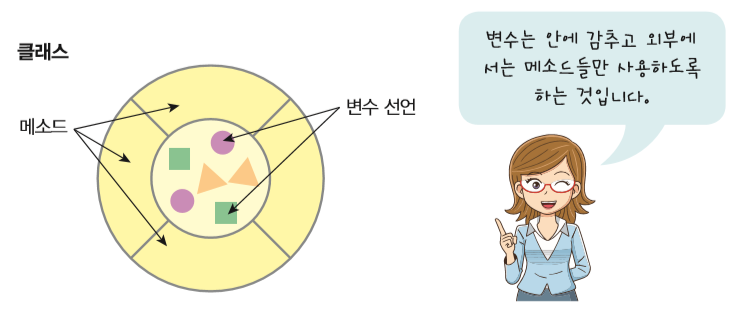 클래스
메소드
변수 선언
변수는 안에 감추고 외부에
서는 메소드들만 사용하도록
하는 것입니다.